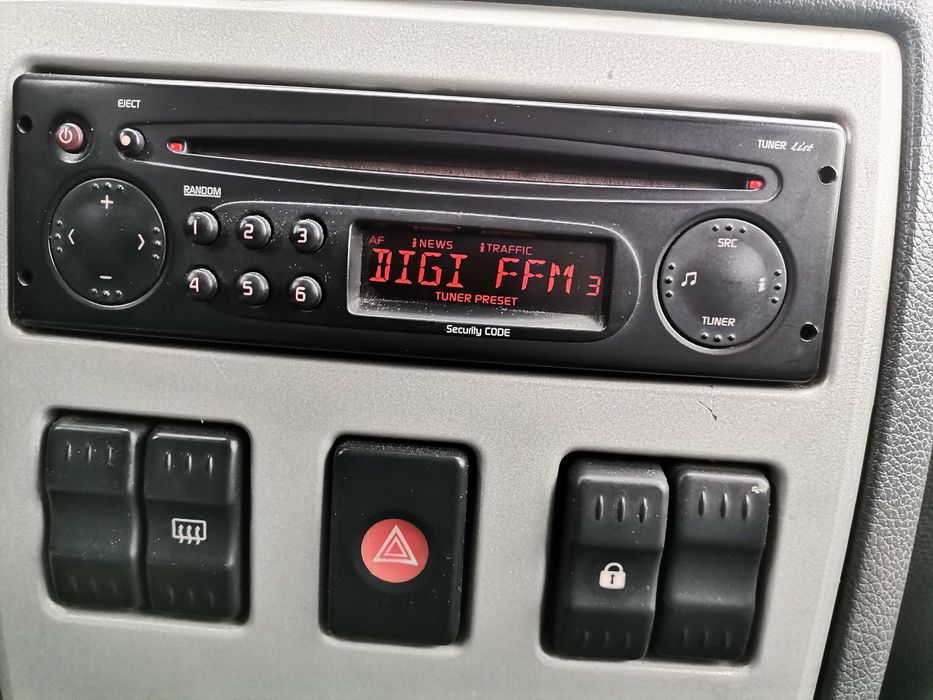 EJECT
TUNER List
RANDOM
1 2 3
4 5 6
AF i NEWS i TRAFFIC
DIGI FFM 3
TUNER PRESET
Security CODE
+
-
SRC
i
TUNER